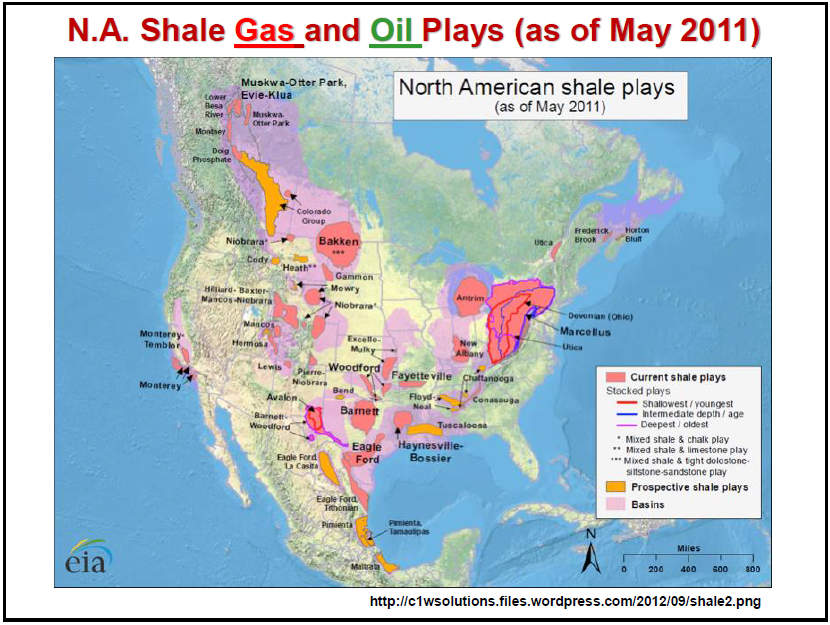 N.A. Shale Gas and Oil Plays (as of May 2011)
North American shale plays
(as of May 2011)
Muskwa-Otter Park,
Evie-Klua
Lower
Besa
River
Muskwa-
Otter Park
Montney
Doig
Phosphate
Colorado
Group
Niobrara*
Bakken
***
Cody
Heath**
Gammon
Mowry
Hilliard- Baxter-
Mancos-Niobrara
Niobrara*
Mancos
Hermosa
Lewis
Pierre-
Niobrara
Monterey-
Temblor
Monterey
Excello-
Mulky
Woodford
Bend
Fayetteville
Avalon
Barnett-
Woodford
Barnett
Eagle
Ford
Haynesville-
Bossier
Tuscaloosa
Floyd-
Neal
Conasauga
Chattanooga
New
Albany
Antrim
Devonian (Ohio)
Marcellus
Utica
Utica
Frederick
Brook
Horton
Bluff
Eagle Ford,
La Casita
Eagle Ford,
Tithonian
Pimienta
Pimienta,
Tamaulipas
Maltrata
Current shale plays
Stacked plays
Shallowest / youngest
Intermediate depth / age
Deepest / oldest
* Mixed shale & chalk play
** Mixed shale & limestone play
*** Mixed shale & tight dolostone-
siltstone-sandstone play
Prospective shale plays
Basins
N
Miles
0 200 400 600 800
eia
http://c1wsolutions.files.wordpress.com/2012/09/shale2.png